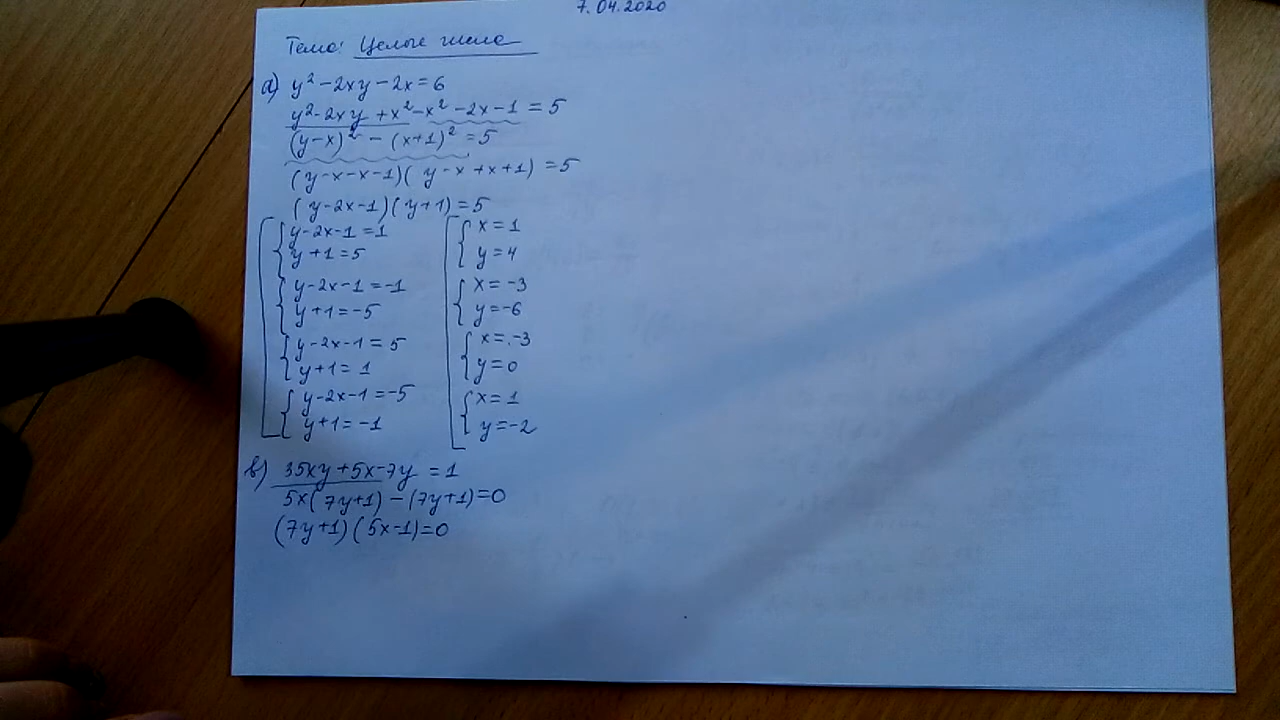 7.04.2020
Тема: Целые числа
а) y² - 2xy - 2x = 6
y² - 2xy + x² - x² - 2x - 1 = 5
(y-x)² - (x+1)² = 5
(y-x-x-1)(y-x+x+1) = 5
(y-2x-1)(y+1) = 5
y-2x-1 = 1
y+1 = 5
y-2x-1 = -1
y+1 = -5
y-2x-1 = 5
y+1 = 1
y-2x-1 = -5
y+1 = -1
x = 1
y = 4
x = -3
y = -6
x = -3
y = 0
x = 1
y = -2
в) 35xy + 5x - 7y = 1
5x(7y+1) - (7y+1) = 0
(7y+1)(5x-1) = 0